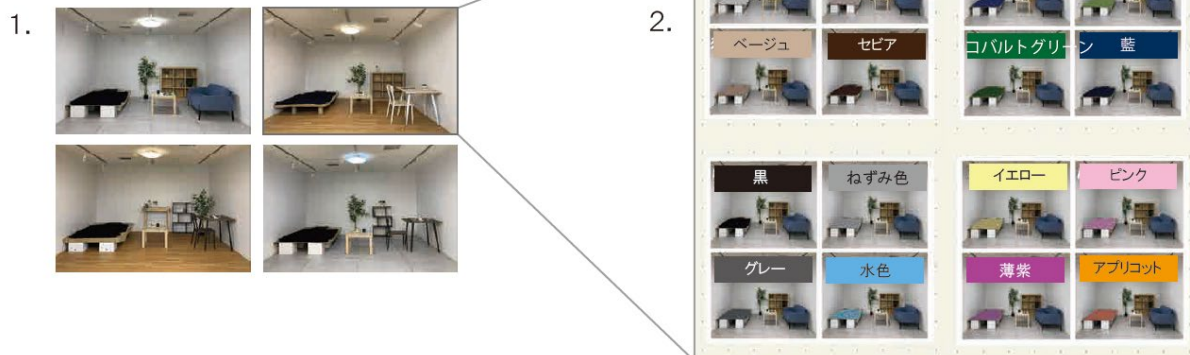 1.
2.
ベージュ
セピア
コバルトグリーン
藍
黒
ねずみ色
イエロー
ピンク
グレー
水色
薄紫
アプリコット